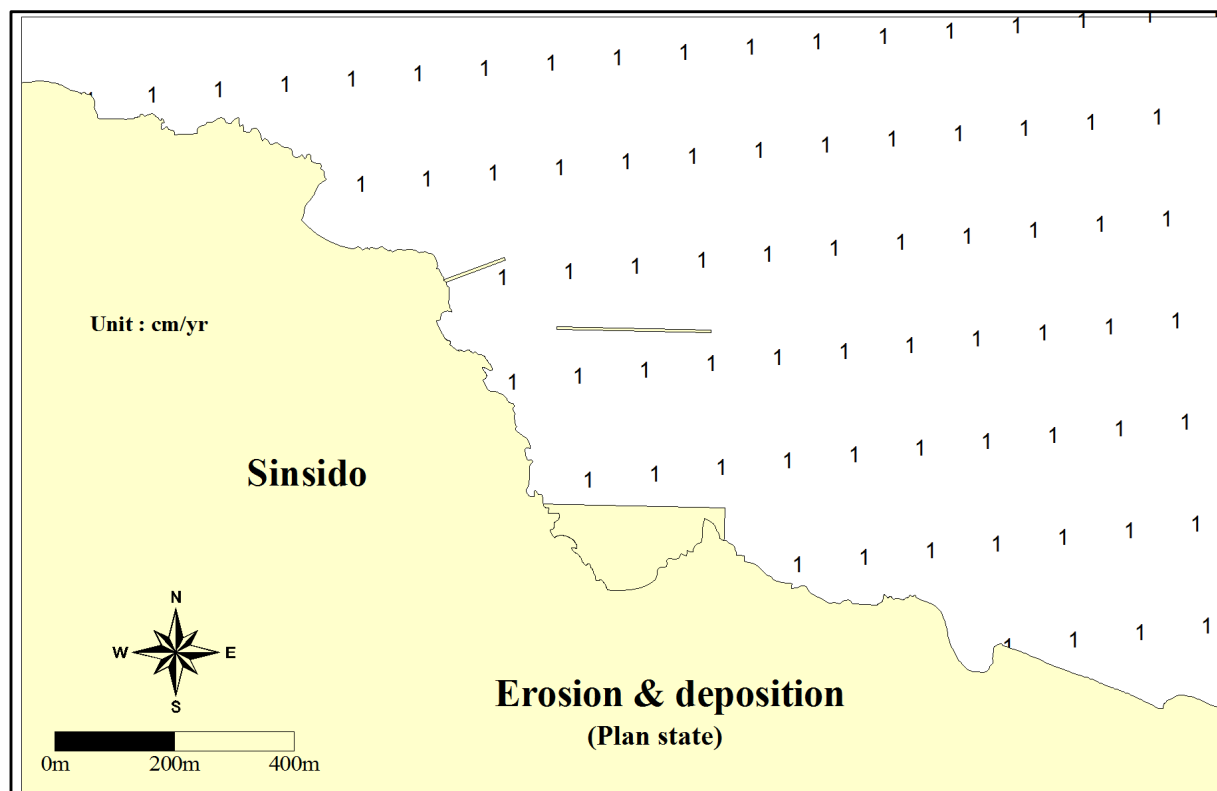 1 1 1 1 1 1 1 1 1 1 1 1 1 1 1
1 1 1 1 1 1 1 1 1 1 1 1 1
1 1 1 1 1 1 1 1 1 1 1
Unit : cm/yr
1 1 1 1 1 1 1 1 1 1 1
1 1 1 1 1 1 1 1 1 1
Sinsido
1 1 1 1 1 1 1
1 1 1 1
N
W E
S
Erosion & deposition
(Plan state)
0m 200m 400m